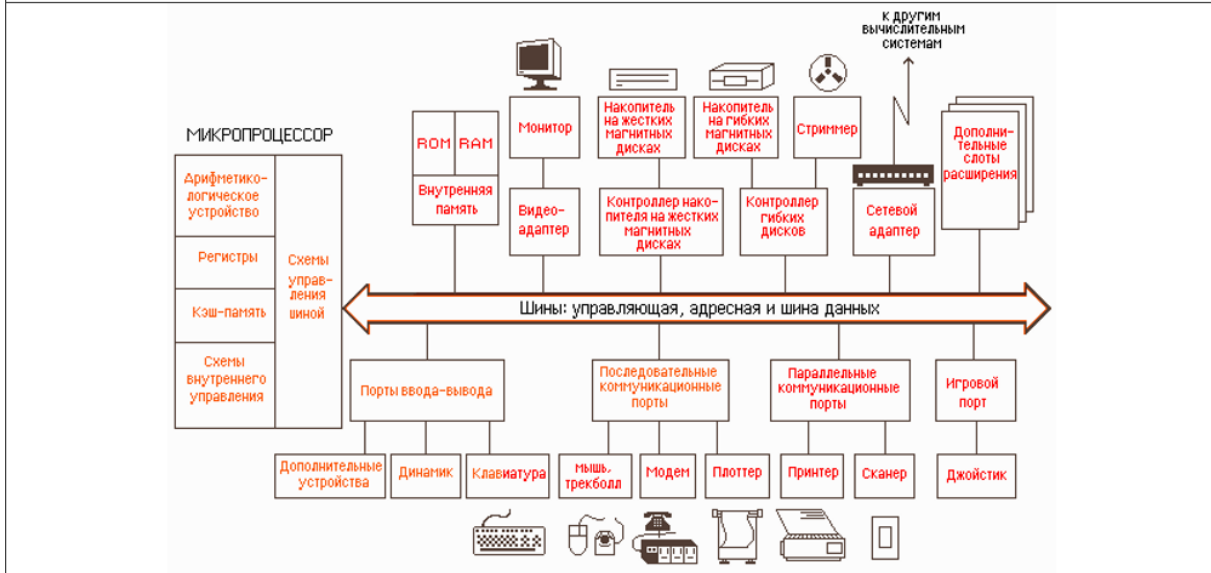 к другим
вычислительным
системам
МИКРОПРОЦЕССОР
Арифметико-
логическое
устройство
Регистры
Кэш-память
Схемы
внутреннего
управления
Схемы
управ-
ления
шиной
ROM
RAM
Внутренняя
память
Монитор
Видео-
адаптер
Накопитель
на жестких
магнитных
дисках
Контроллер нако-
пителя на жестких
магнитных
дисках
Накопитель
на гибких
магнитных
дисках
Контроллер
гибких
дисков
Стриммер
Сетевой
адаптер
Дополни-
тельные
слоты
расширения
Шины: управляющая, адресная и шина данных
Порты ввода-вывода
Последовательные
коммуникационные
порты
Параллельные
коммуникационные
порты
Игровой
порт
Дополнительные
устройства
Динамик
Клавиатура
мышь,
трекболл
Модем
Плоттер
Принтер
Сканер
Джойстик